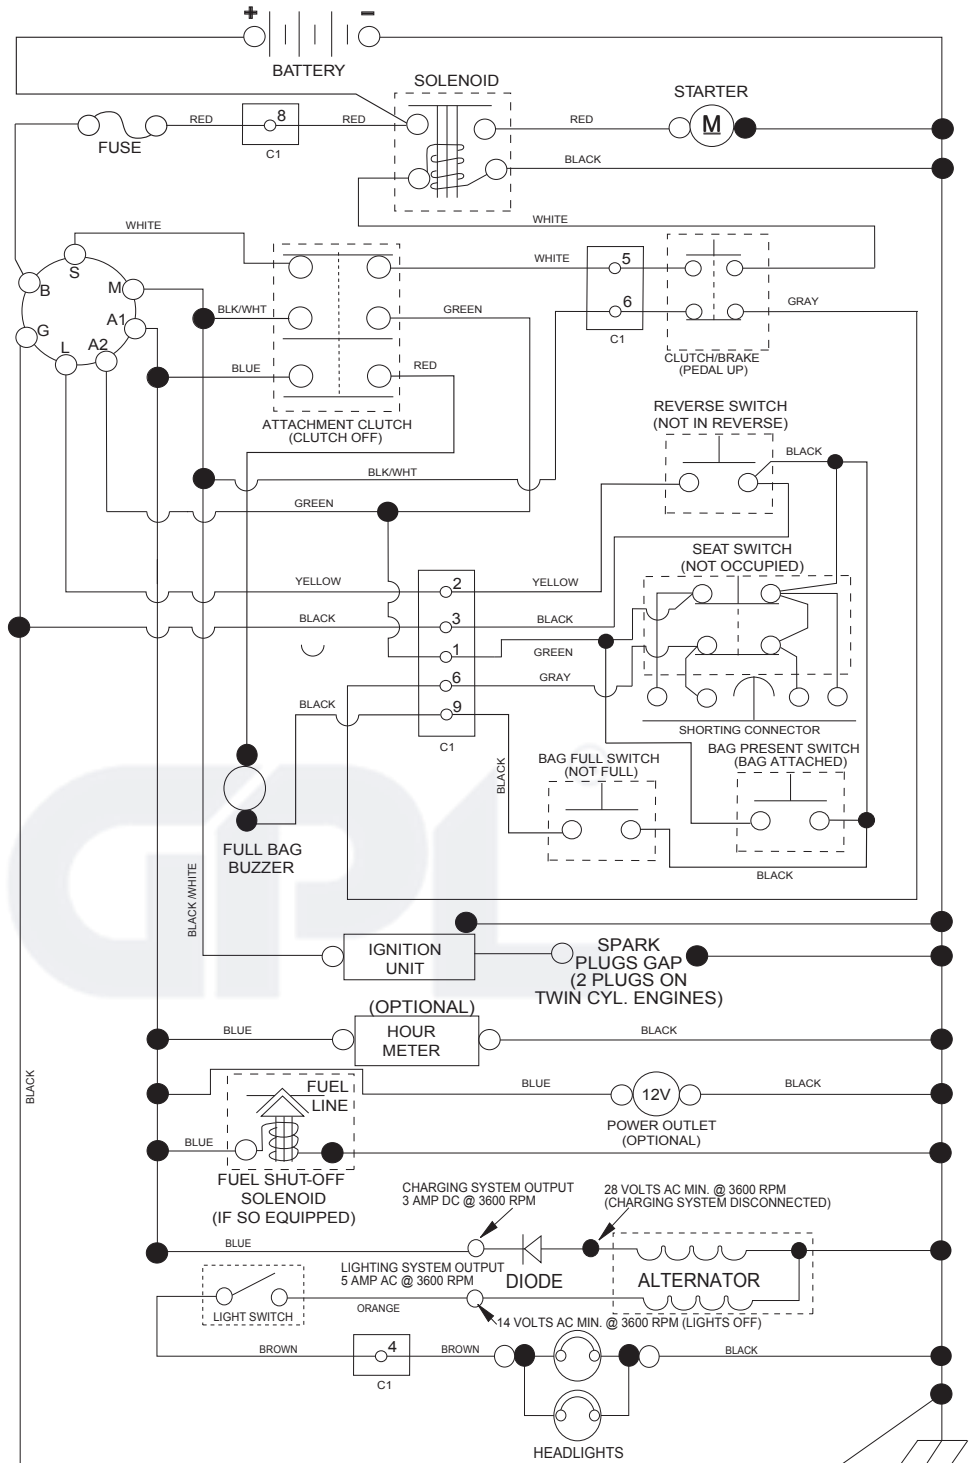 + –
BATTERY
SOLENOID
STARTER
M
FUSE
RED
8
C1
RED
RED
BLACK
WHITE
WHITE
WHITE
5
6
C1
GRAY
CLUTCH/BRAKE
(PEDAL UP)
S
B
M
A1
G
L
A2
BLK/WHT
GREEN
BLUE
RED
ATTACHMENT CLUTCH
(CLUTCH OFF)
REVERSE SWITCH
(NOT IN REVERSE)
BLACK
BLK/WHT
GREEN
SEAT SWITCH
(NOT OCCUPIED)
YELLOW
2
YELLOW
BLACK
3
BLACK
1
GREEN
6
GRAY
BLACK
9
C1
SHORTING CONNECTOR
BLACK
BAG FULL SWITCH
(NOT FULL)
BAG PRESENT SWITCH
(BAG ATTACHED)
FULL BAG
BUZZER
BLACK
BLACK /WHITE
GPL
IGNITION
UNIT
SPARK
PLUGS GAP
(2 PLUGS ON
TWIN CYL. ENGINES)
(OPTIONAL)
HOUR
METER
BLUE
BLACK
BLACK
FUEL
LINE
BLUE
12V
BLACK
POWER OUTLET
(OPTIONAL)
BLUE
FUEL SHUT-OFF
SOLENOID
(IF SO EQUIPPED)
CHARGING SYSTEM OUTPUT
3 AMP DC @ 3600 RPM
28 VOLTS AC MIN. @ 3600 RPM
(CHARGING SYSTEM DISCONNECTED)
BLUE
LIGHTING SYSTEM OUTPUT
5 AMP AC @ 3600 RPM
DIODE
ALTERNATOR
LIGHT SWITCH
ORANGE
14 VOLTS AC MIN. @ 3600 RPM (LIGHTS OFF)
BROWN
4
C1
BROWN
BLACK
HEADLIGHTS